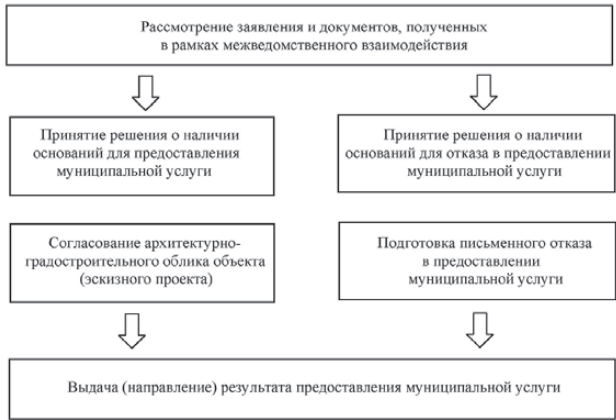 Рассмотрение заявления и документов, полученных
в рамках межведомственного взаимодействия
Принятие решения о наличии
оснований для предоставления
муниципальной услуги
Принятие решения о наличии
оснований для отказа в предоставлении
муниципальной услуги
Согласование архитектурно-
градостроительного облика объекта
(эскизного проекта)
Подготовка письменного отказа
в предоставлении
муниципальной услуги
Выдача (направление) результата предоставления муниципальной услуги